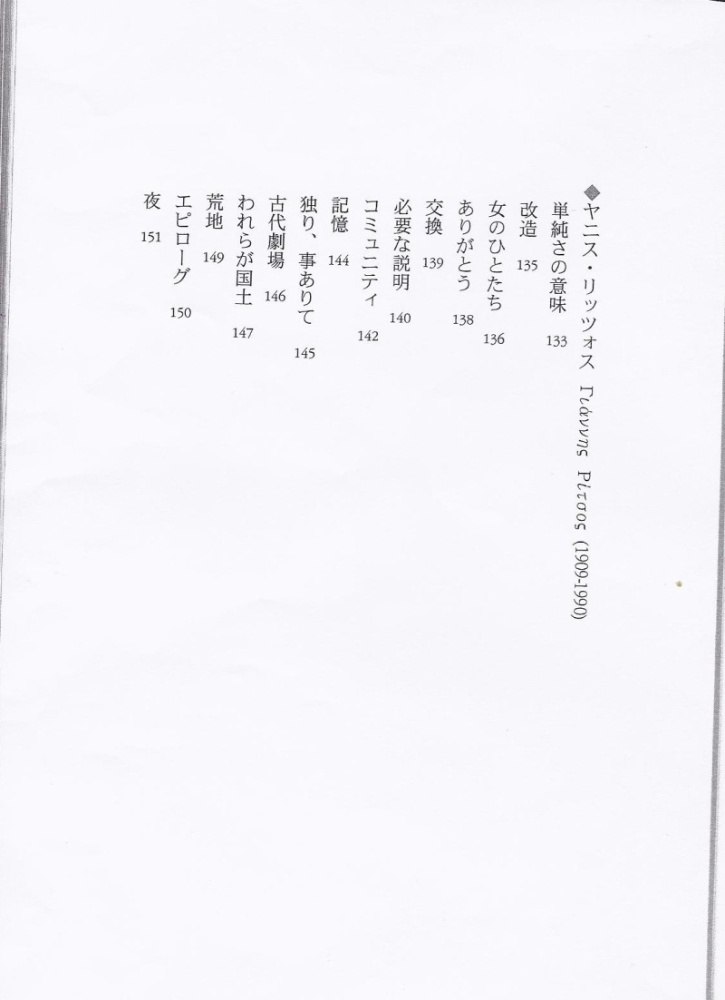 ◆ヤニス・リッツォス Γιάννης Ρίτσος (1909-1990)
単純さの意味 133
改造 135
女のひとたち 136
ありがとう 138
交換 139
必要な説明 140
コミュニティ 142
記憶 144
独り、事ありて 145
古代劇場 146
われらが国土 147
荒地 149
エピローグ 150
夜 151